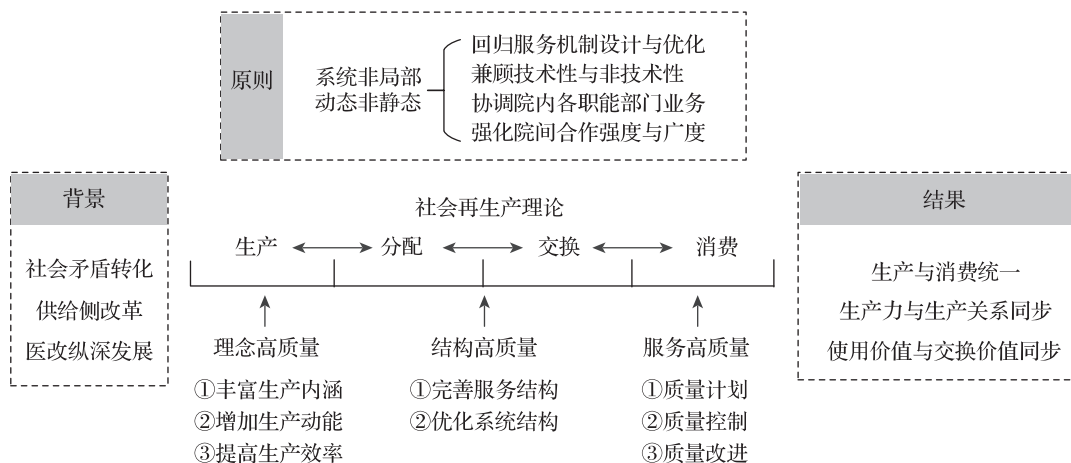 原则
系统非局部
动态非静态
回归服务机制设计与优化
兼顾技术性与非技术性
协调院内各职能部门业务
强化院间合作强度与广度
背景
社会矛盾转化
供给侧改革
医改纵深发展
社会再生产理论
生产
分配
交换
消费
理念高质量
①丰富生产内涵
②增加生产动能
③提高生产效率
结构高质量
①完善服务结构
②优化系统结构
服务高质量
①质量计划
②质量控制
③质量改进
结果
生产与消费统一
生产力与生产关系同步
使用价值与交换价值同步